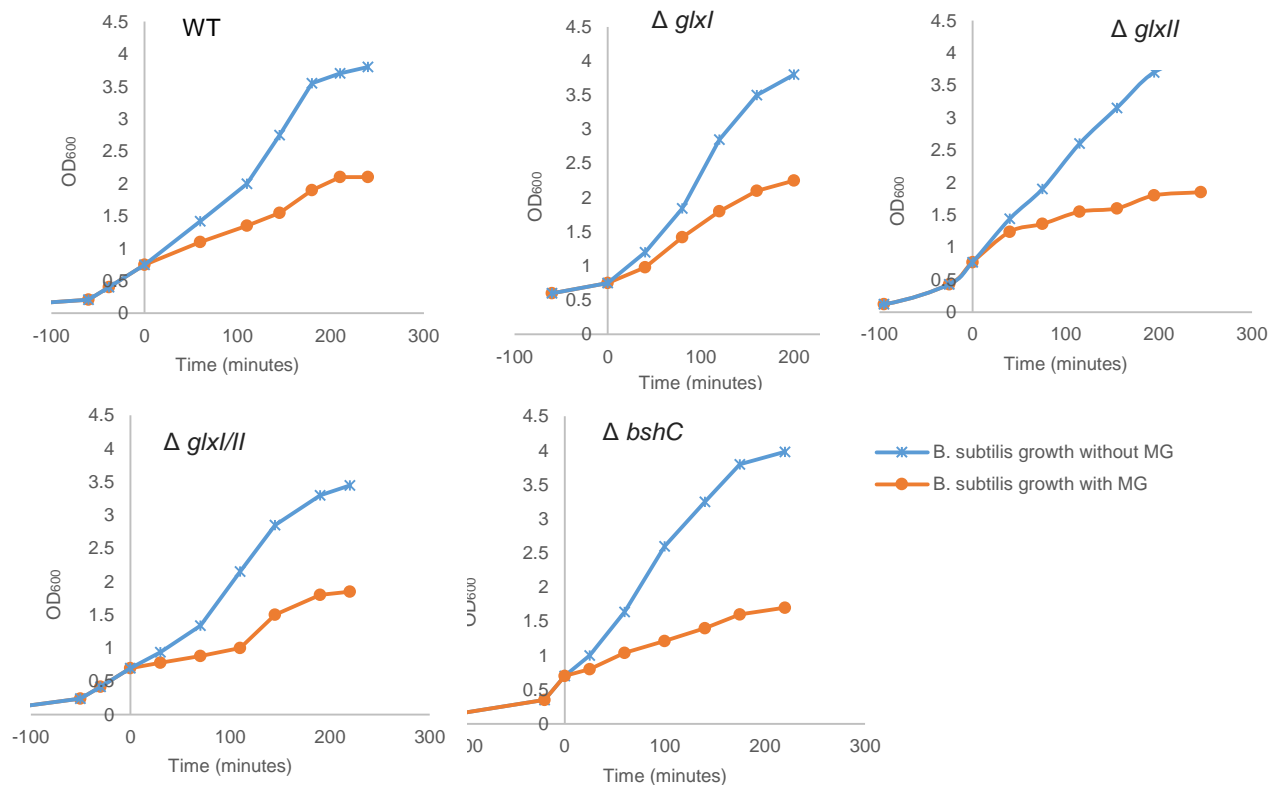 WT
4.5
4
3.5
3
2.5
2
1.5
1
0.5
0
OD600
-100 0 100 200 300
Time (minutes)
Δ glxI
4.5
4
3.5
3
2.5
2
1.5
1
0.5
0
OD600
-100 0 100 200
Time (minutes)
Δ glxII
4.5
4
3.5
3
2.5
2
1.5
1
0.5
0
OD600
-100 0 100 200 300
Time (minutes)
Δ glxI/II
4.5
4
3.5
3
2.5
2
1.5
1
0.5
0
OD600
-100 0 100 200 300
Time (minutes)
Δ bshC
4.5
4
3.5
3
2.5
2
1.5
1
0.5
0
OD600
00 0 100 200 300
Time (minutes)
B. subtilis growth without MG
B. subtilis growth with MG